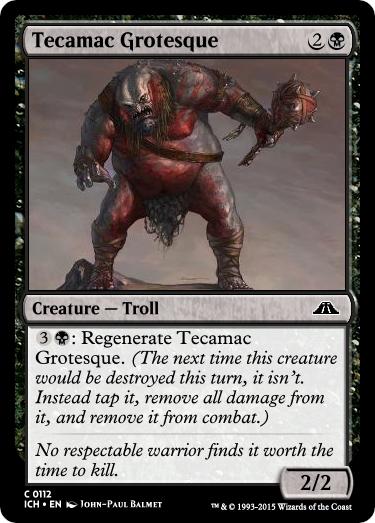 Tecamac Grotesque 2
Creature — Troll
3 : Regenerate Tecamac
Grotesque. (The next time this creature
would be destroyed this turn, it isn't.
Instead tap it, remove all damage from
it, and remove it from combat.)
No respectable warrior finds it worth the
time to kill.
2/2
C 0112
ICH • EN John-Paul Balmet ™ & © 1993-2015 Wizards of the Coast